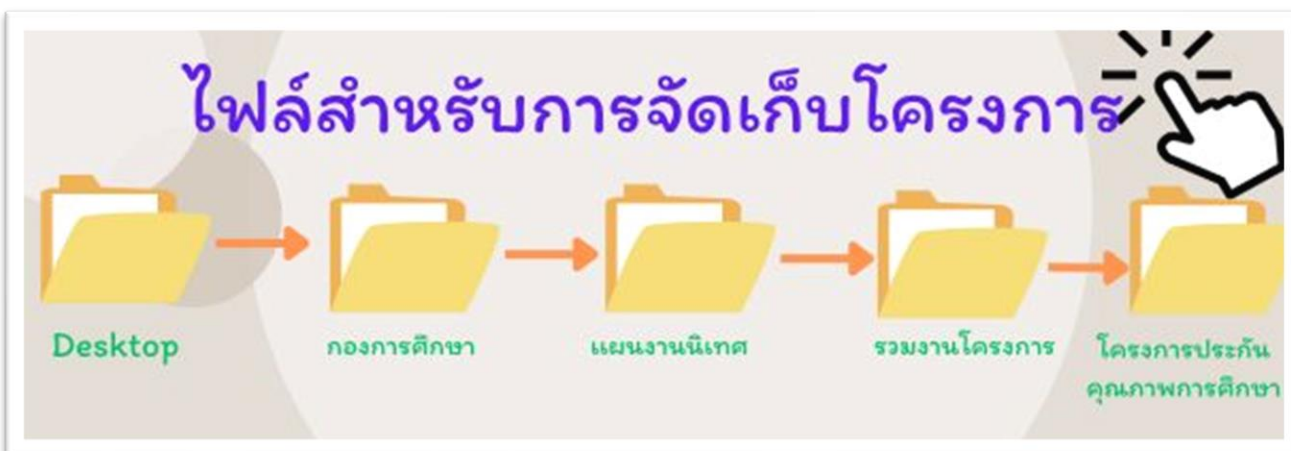 ไฟล์สำหรับการจัดเก็บโครงการ
Desktop
กองการศึกษา
แผนงานนิเทศ
รวมงานโครงการ
โครงการประกัน
คุณภาพการศึกษา